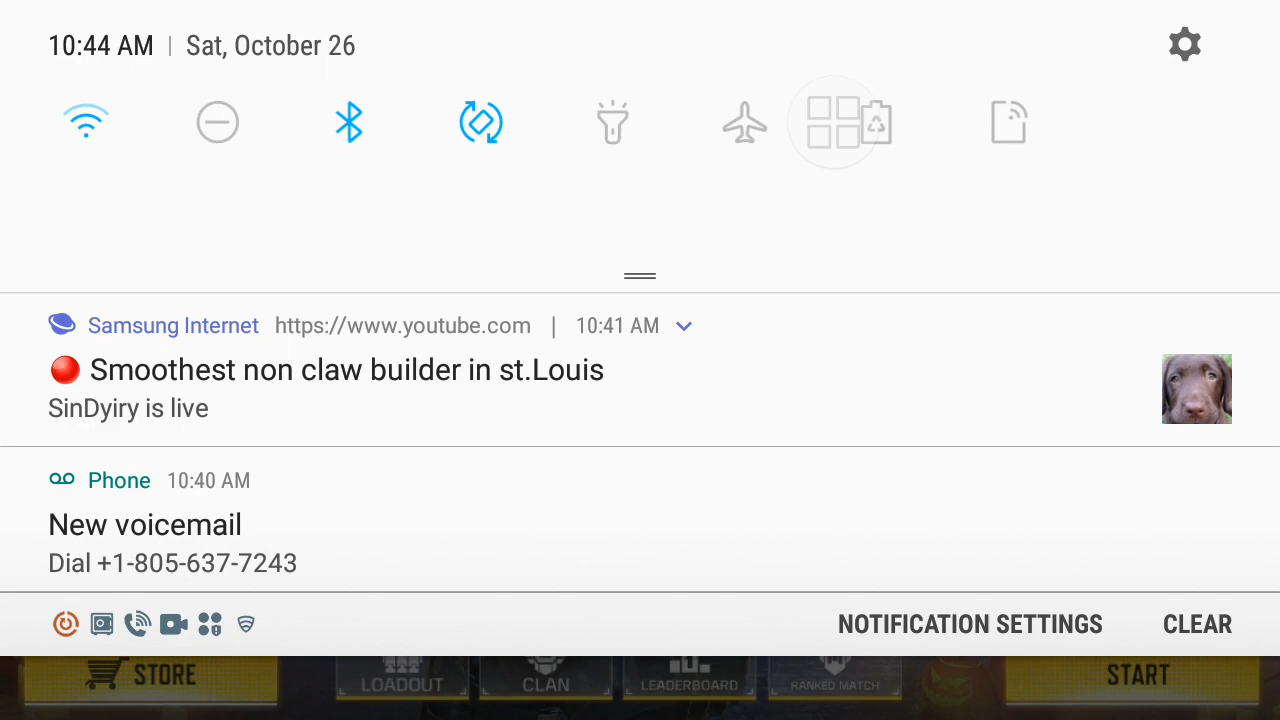 10:44 AM | Sat, October 26
Samsung Internet https://www.youtube.com | 10:41 AM
Smoothest non claw builder in st.Louis
SinDyiry is live
Phone 10:40 AM
New voicemail
Dial +1-805-637-7243
NOTIFICATION SETTINGS CLEAR
STORE LOADOUT CLAN LEADERBOARD RANKED MATCH START